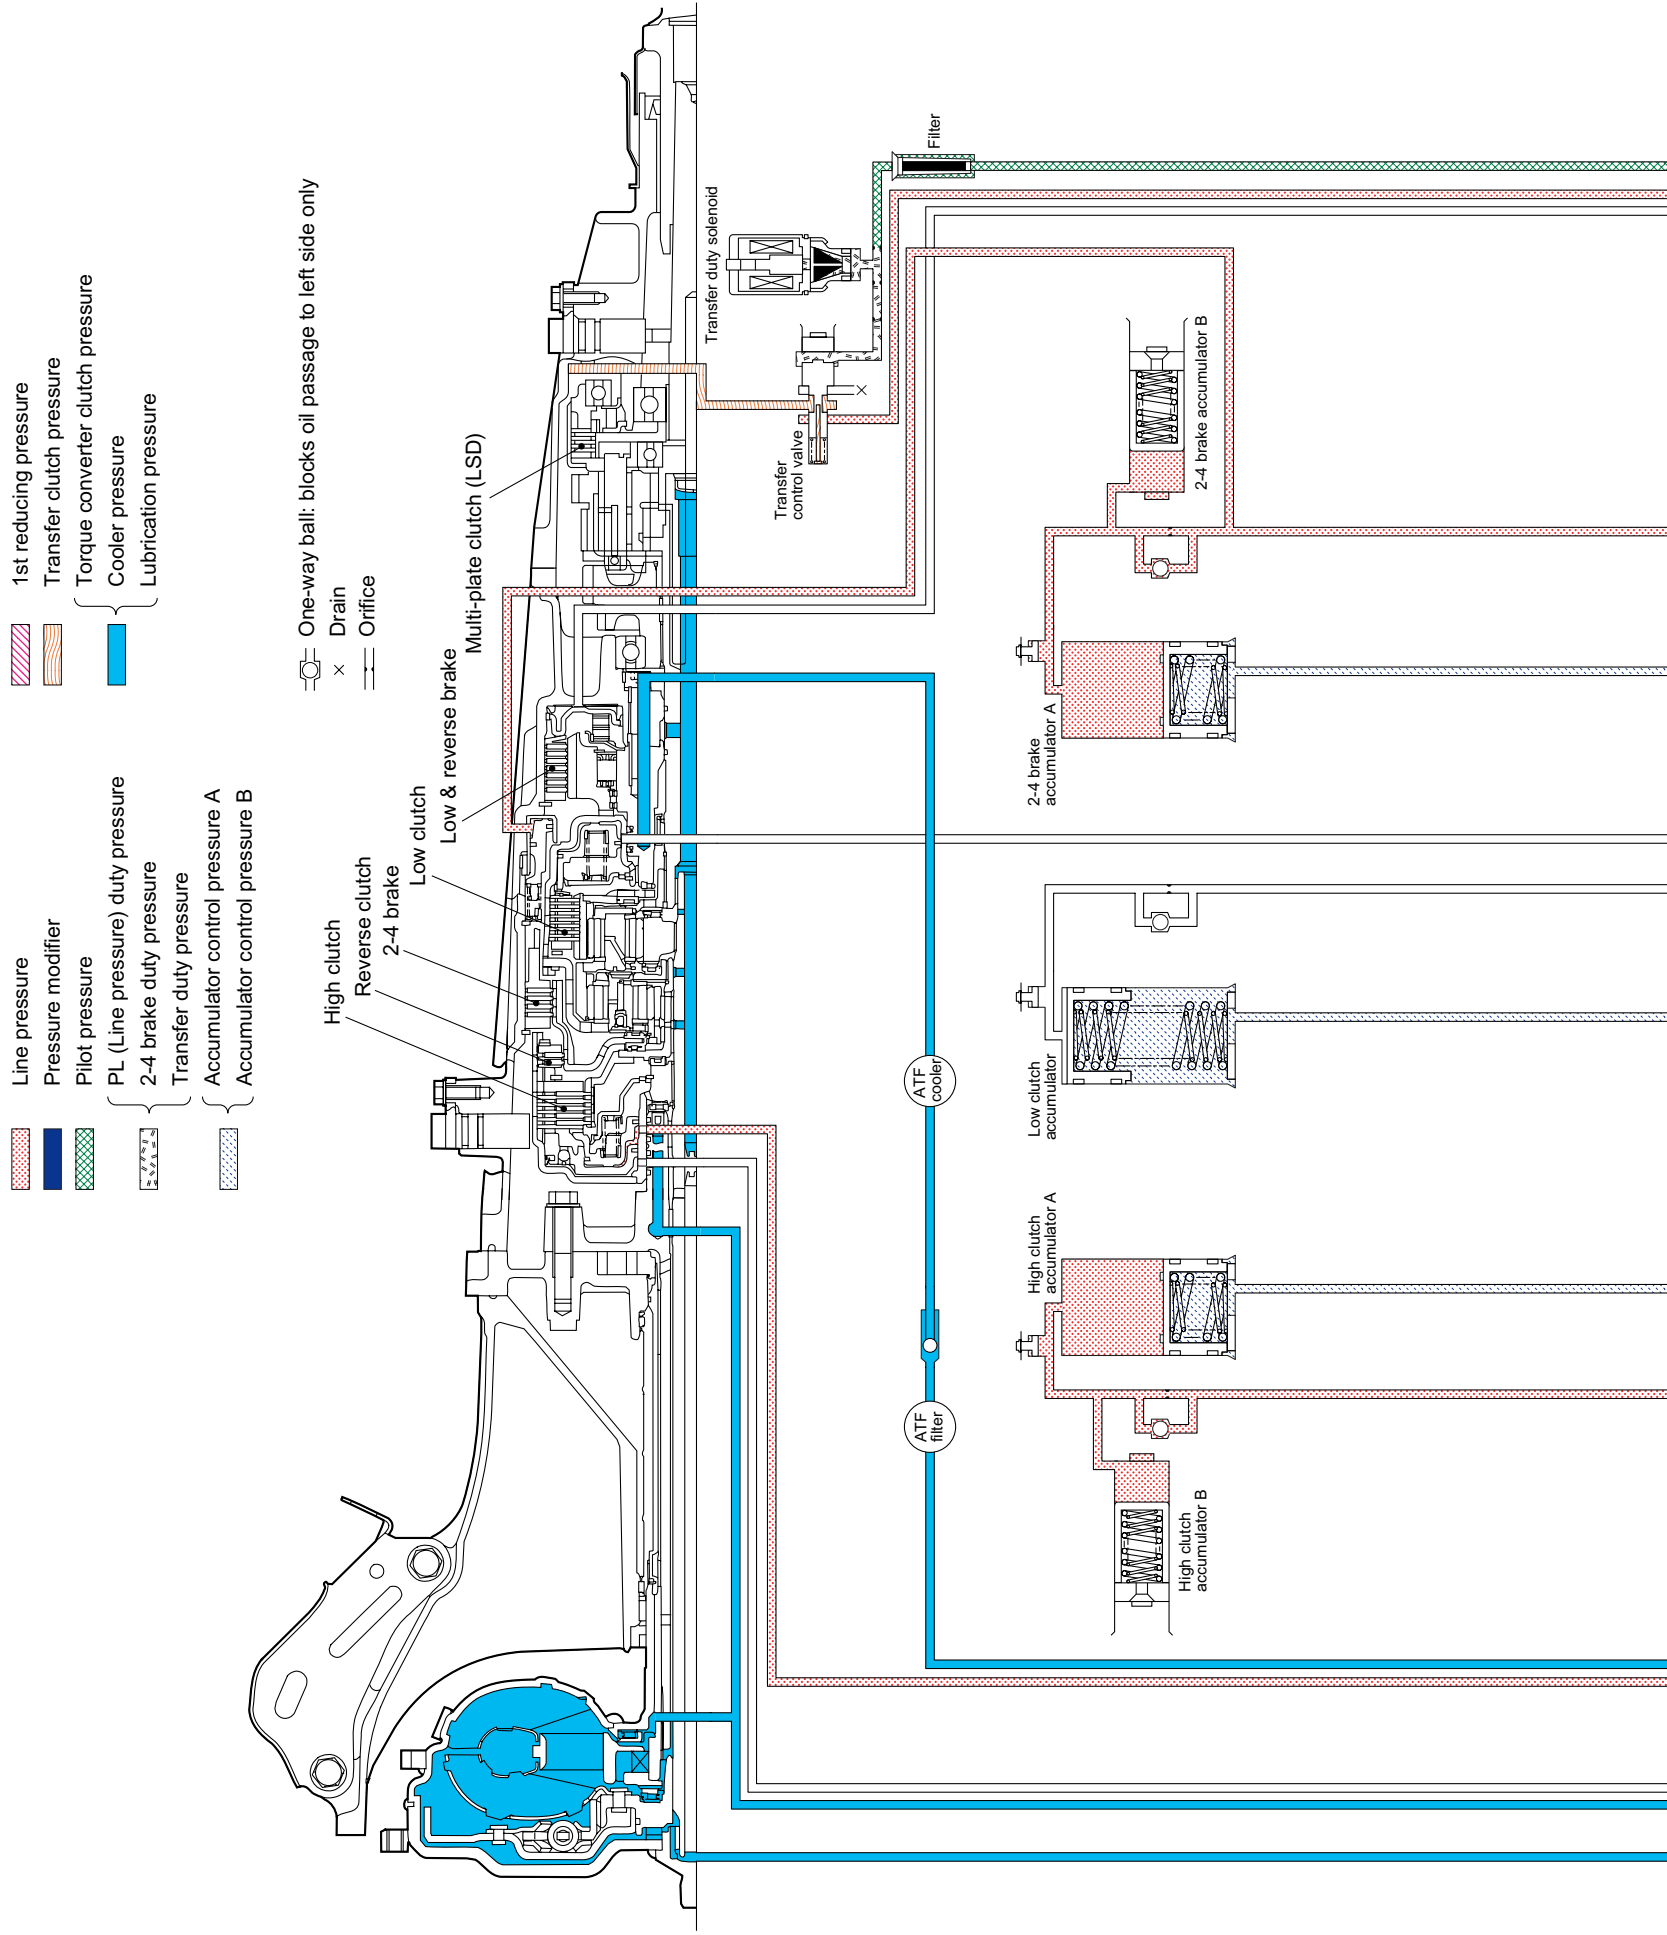 Line pressure
Pressure modifier
Pilot pressure
PL (Line pressure) duty pressure
2-4 brake duty pressure
Transfer duty pressure
Accumulator control pressure A
Accumulator control pressure B
1st reducing pressure
Transfer clutch pressure
Torque converter clutch pressure
Cooler pressure
Lubrication pressure
One-way ball: blocks oil passage to left side only
Drain
Orifice
High clutch
Reverse clutch
2-4 brake
Low clutch
Low & reverse brake
Multi-plate clutch (LSD)
Transfer duty solenoid
Transfer
control valve
Filter
ATF
filter
ATF
cooler
High clutch
accumulator B
High clutch
accumulator A
Low clutch
accumulator
2-4 brake
accumulator A
2-4 brake accumulator B